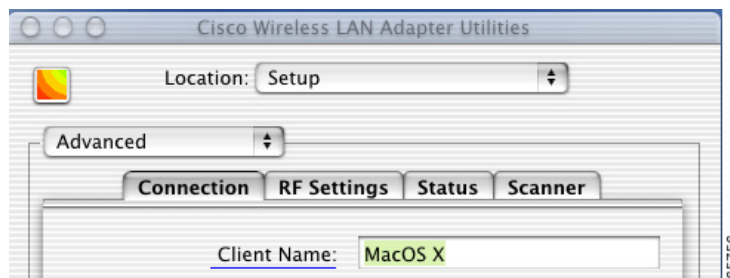 Cisco Wireless LAN Adapter Utilities
Location: Setup
Advanced
Connection RF Settings Status Scanner
Client Name: MacOS X